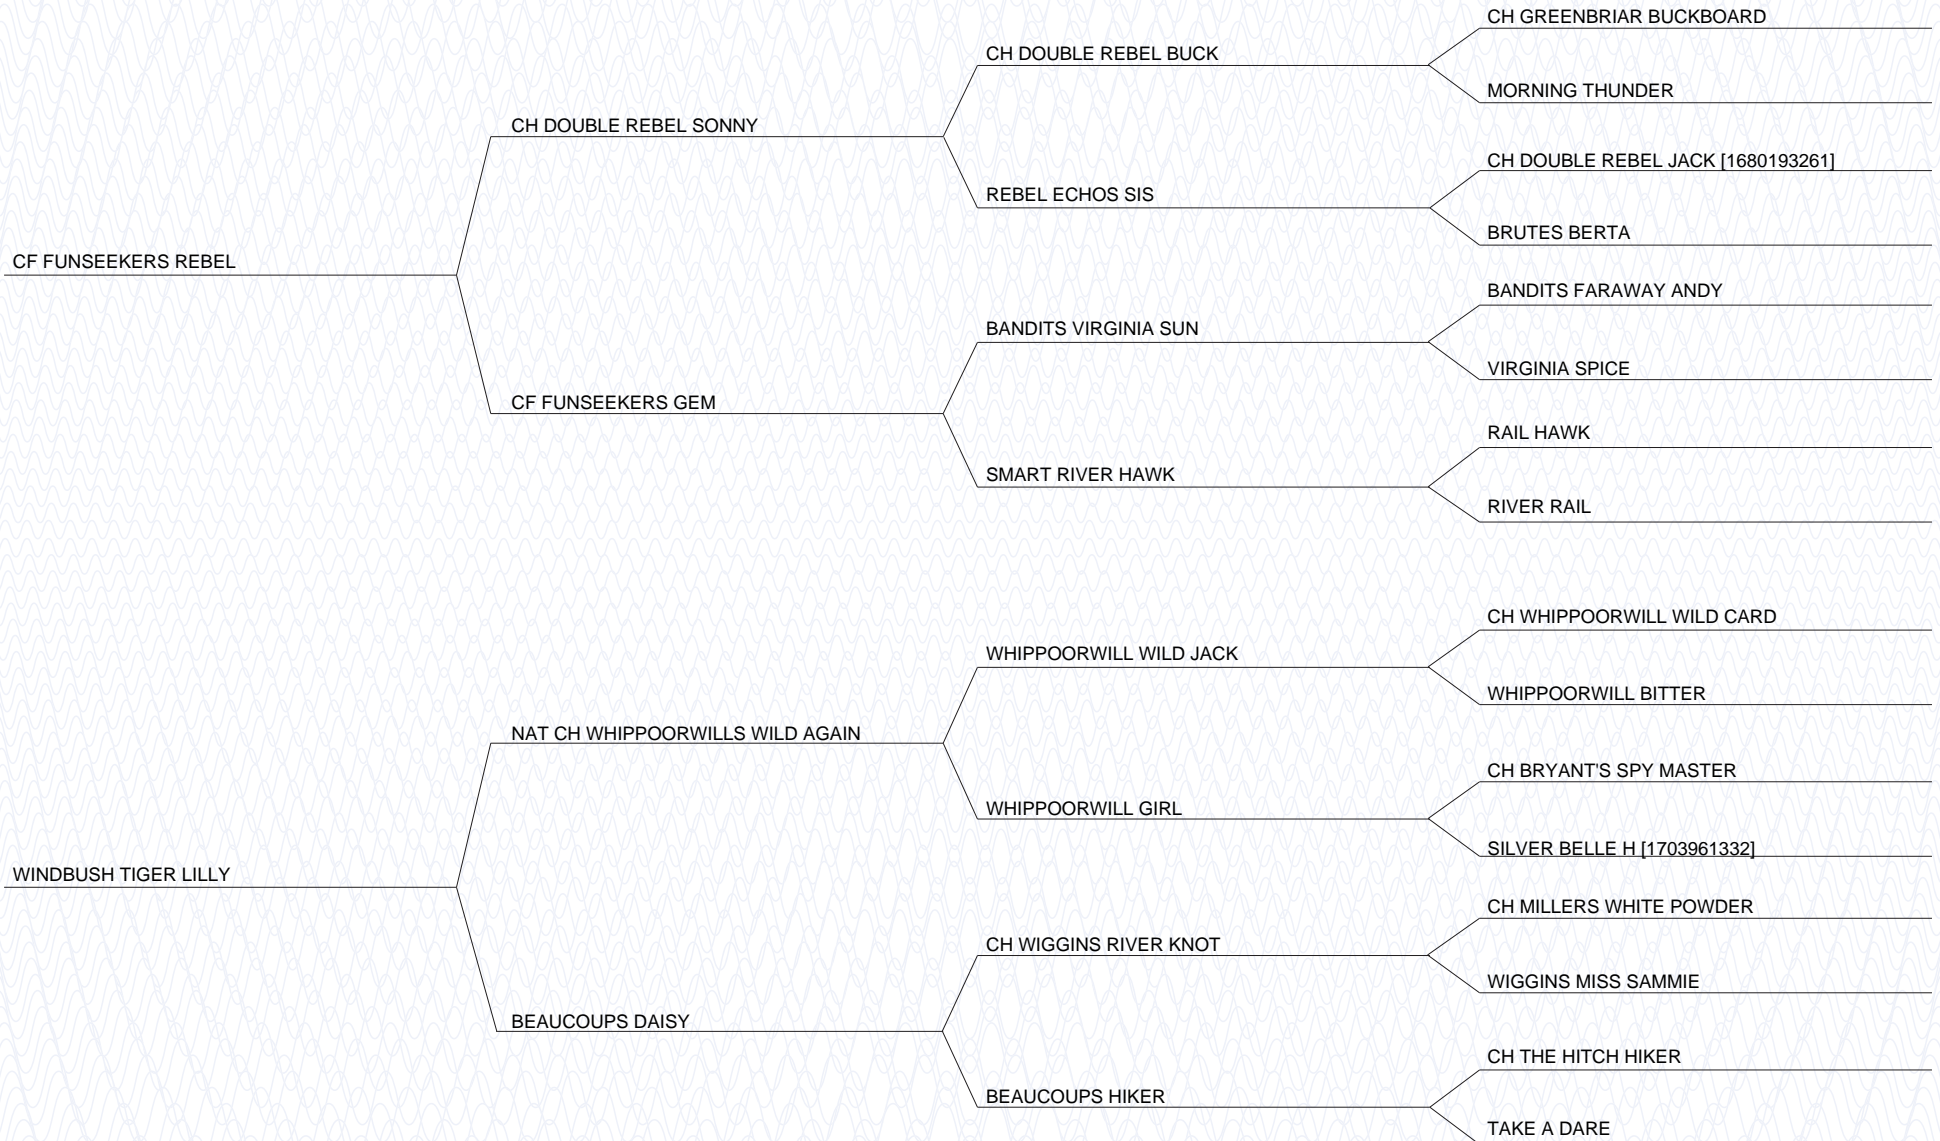 CH GREENBRIAR BUCKBOARD
CH DOUBLE REBEL BUCK
MORNING THUNDER
CH DOUBLE REBEL SONNY
CH DOUBLE REBEL JACK [1680193261]
REBEL ECHOS SIS
BRUTES BERTA
CF FUNSEEKERS REBEL
BANDITS FARAWAY ANDY
BANDITS VIRGINIA SUN
VIRGINIA SPICE
CF FUNSEEKERS GEM
RAIL HAWK
SMART RIVER HAWK
RIVER RAIL
CH WHIPPOORWILL WILD CARD
WHIPPOORWILL WILD JACK
WHIPPOORWILL BITTER
NAT CH WHIPPOORWILLS WILD AGAIN
CH BRYANT'S SPY MASTER
WHIPPOORWILL GIRL
SILVER BELLE H [1703961332]
WINDBUSH TIGER LILLY
CH MILLERS WHITE POWDER
CH WIGGINS RIVER KNOT
WIGGINS MISS SAMMIE
BEAUCOUPS DAISY
CH THE HITCH HIKER
BEAUCOUPS HIKER
TAKE A DARE